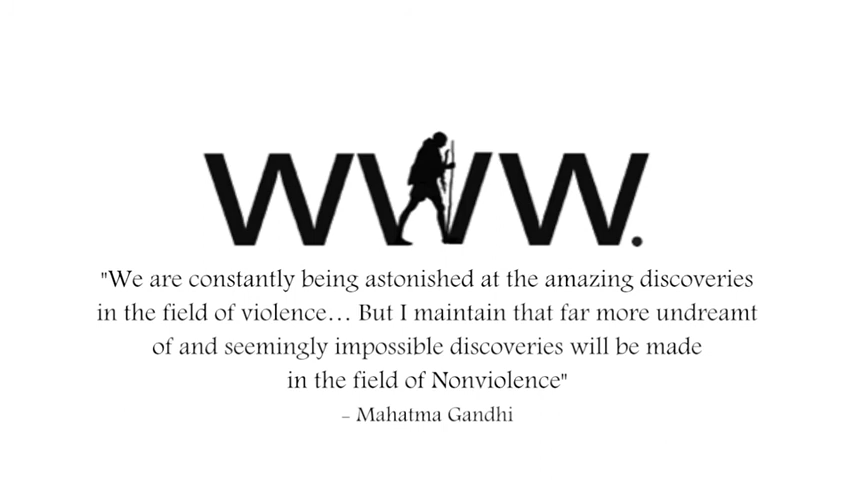 WWW.
"We are constantly being astonished at the amazing discoveries
in the field of violence... But I maintain that far more undreamt
of and seemingly impossible discoveries will be made
in the field of Nonviolence"
– Mahatma Gandhi